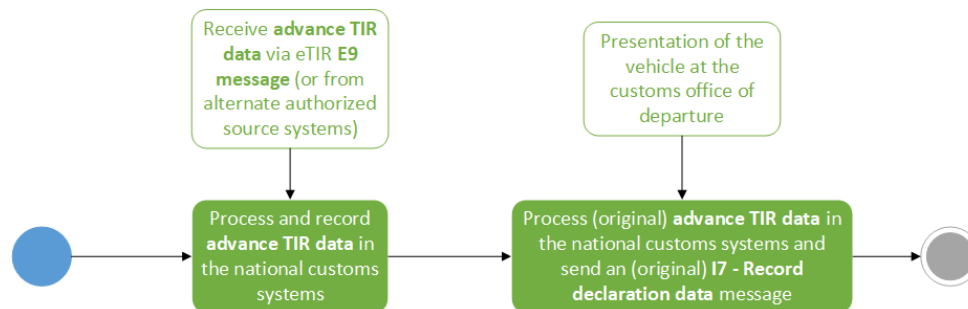 Receive advance TIR
data via eTIR E9
message (or from
alternate authorized
source systems)
Presentation of the
vehicle at the
customs office of
departure
Process and record
advance TIR data in
the national customs
systems
Process (original) advance TIR data in
the national customs systems and
send an (original) I7 - Record
declaration data message